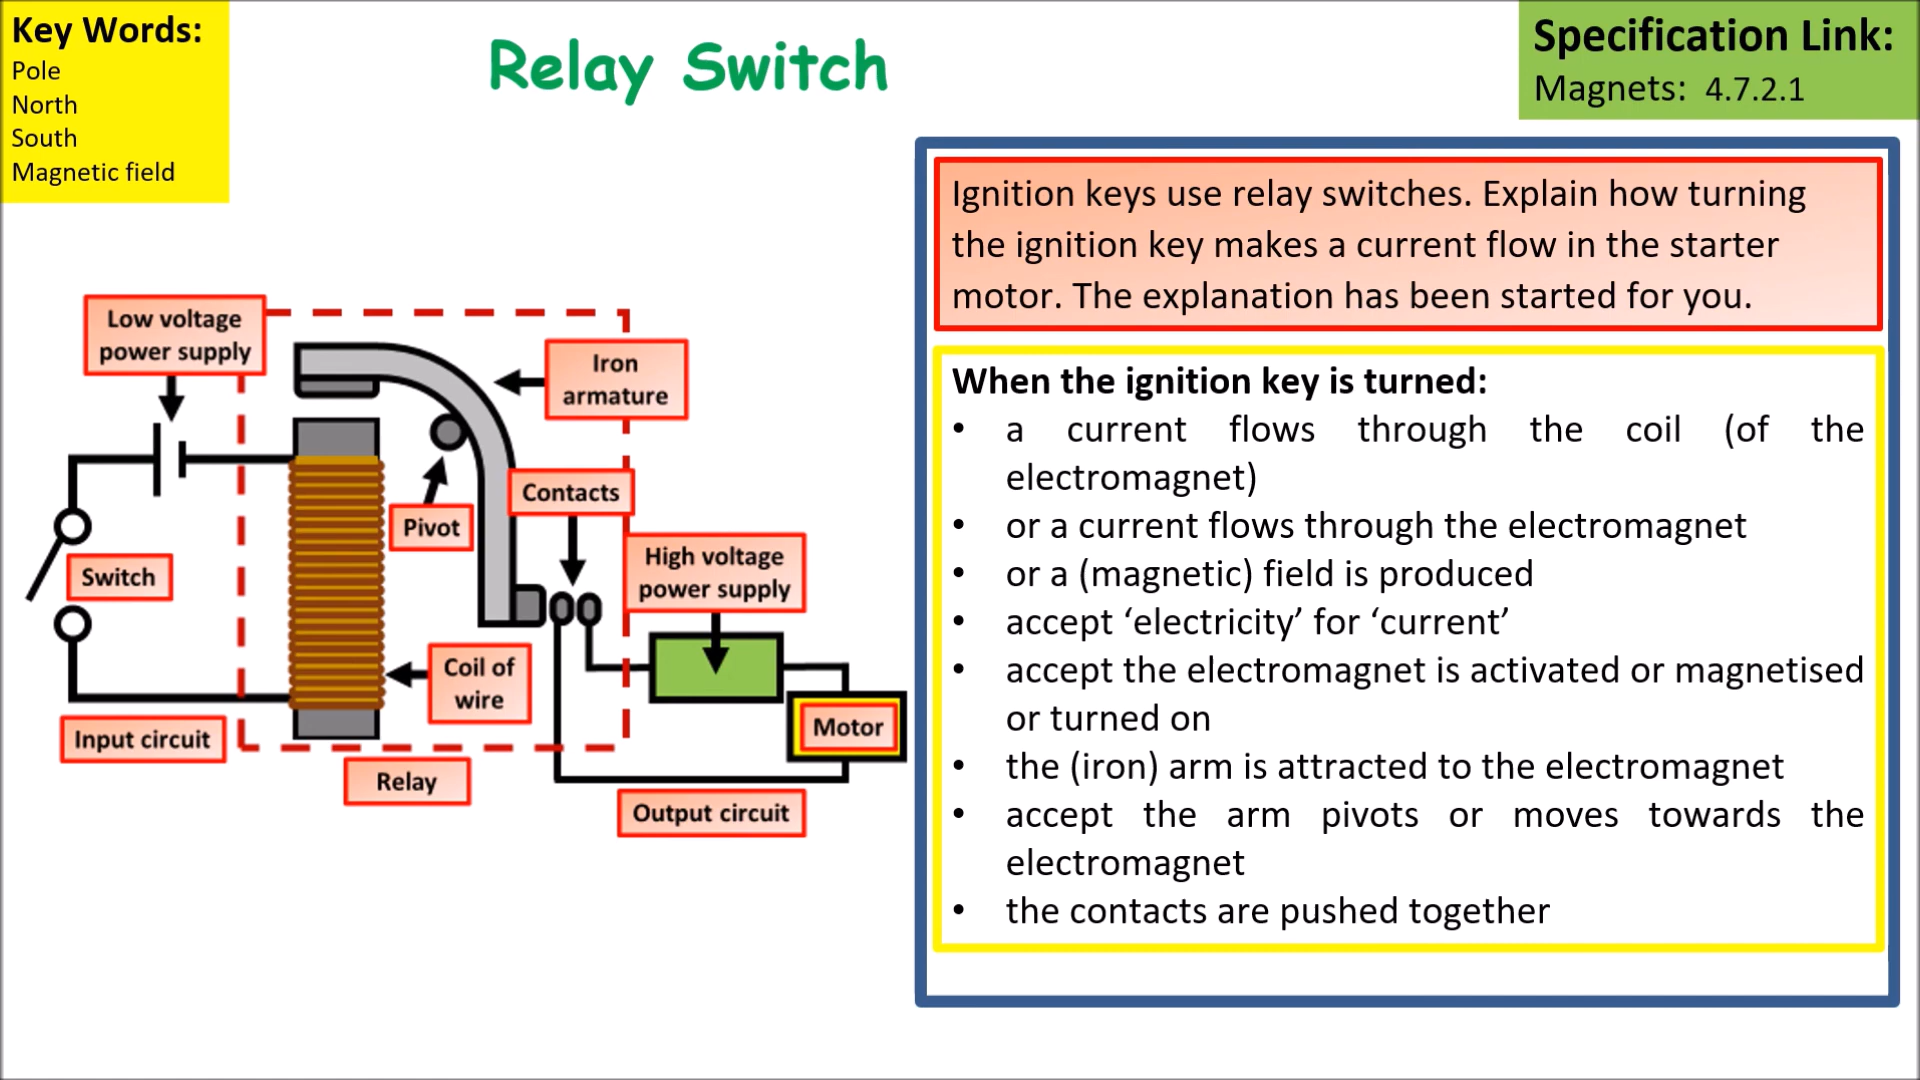 Key Words:
Pole
North
South
Magnetic field
Relay Switch
Specification Link:
Magnets: 4.7.2.1
Low voltage
power supply
Iron
armature
Contacts
Pivot
High voltage
power supply
Switch
Coil of
wire
Motor
Input circuit
Relay
Output circuit
Ignition keys use relay switches. Explain how turning
the ignition key makes a current flow in the starter
motor. The explanation has been started for you.
When the ignition key is turned:
• a current flows through the coil (of the
electromagnet)
• or a current flows through the electromagnet
• or a (magnetic) field is produced
• accept ‘electricity’ for ‘current’
• accept the electromagnet is activated or magnetised
or turned on
• the (iron) arm is attracted to the electromagnet
• accept the arm pivots or moves towards the
electromagnet
• the contacts are pushed together